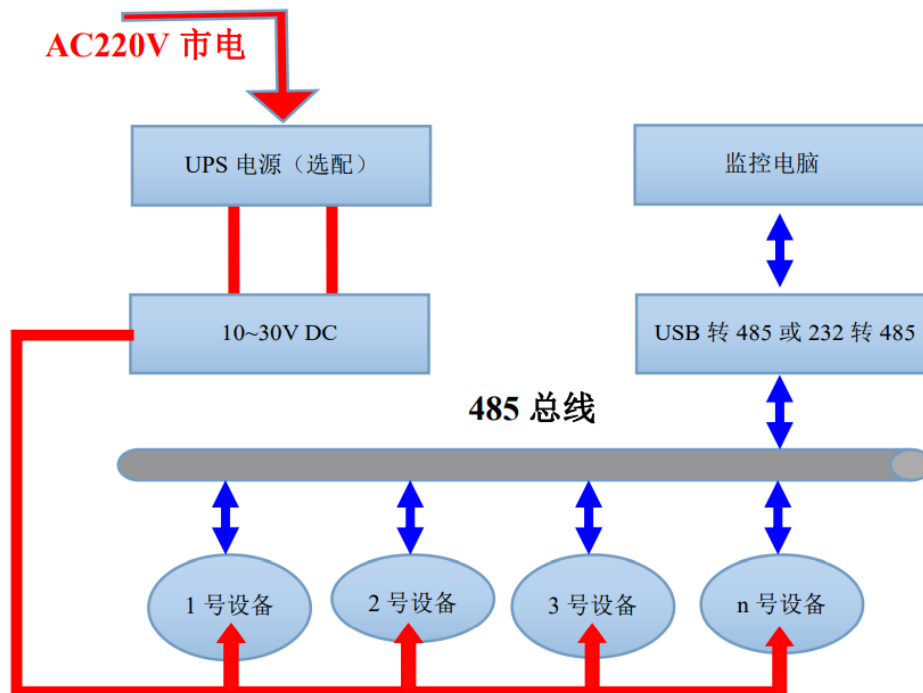 AC220V 市电
UPS 电源（选配）
监控电脑
10~30V DC
USB 转 485 或 232 转 485
485 总线
1 号设备
2 号设备
3 号设备
n 号设备